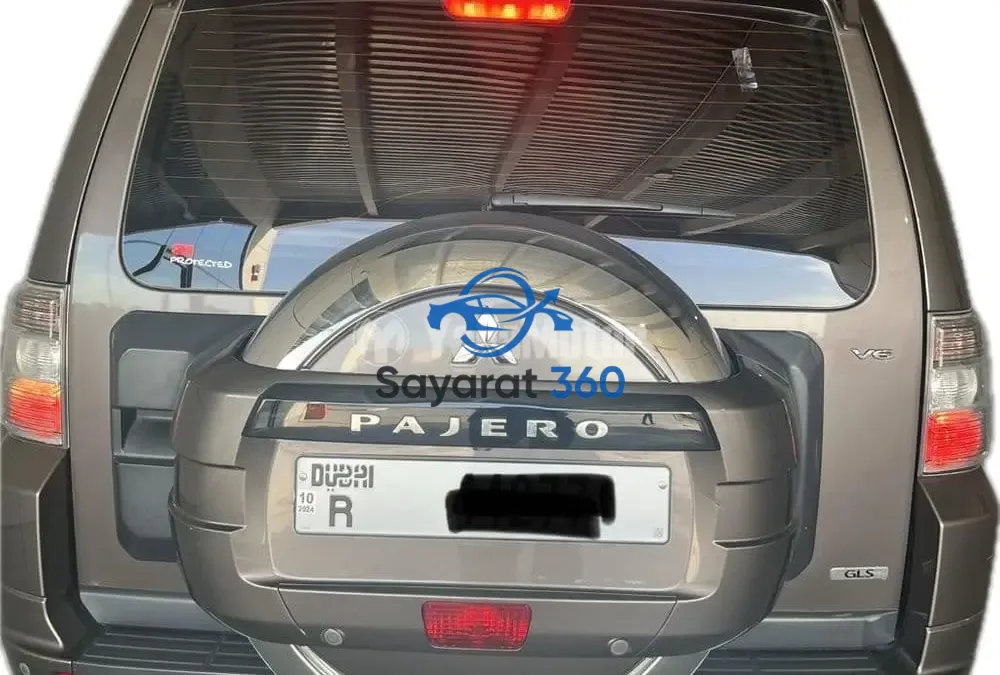 PROTECTED
V6
Sayarat 360
PAJERO
DUBAI
10
2024
R
GLS